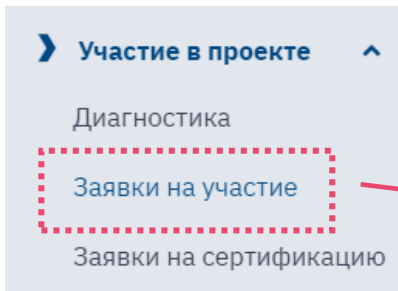 Участие в проекте
Диагностика
Заявки на участие
Заявки на сертификацию